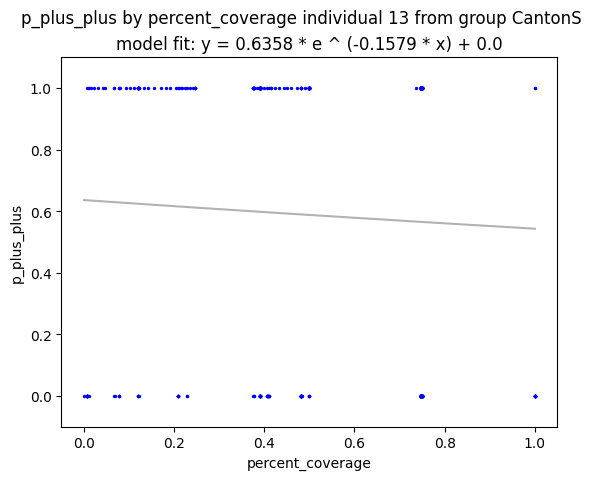 p_plus_plus by percent_coverage individual 13 from group CantonS
model fit: y = 0.6358 * e ^ (-0.1579 * x) + 0.0
1.0
0.8
0.6
0.4
0.2
0.0
p_plus_plus
0.0 0.2 0.4 0.6 0.8 1.0
percent_coverage